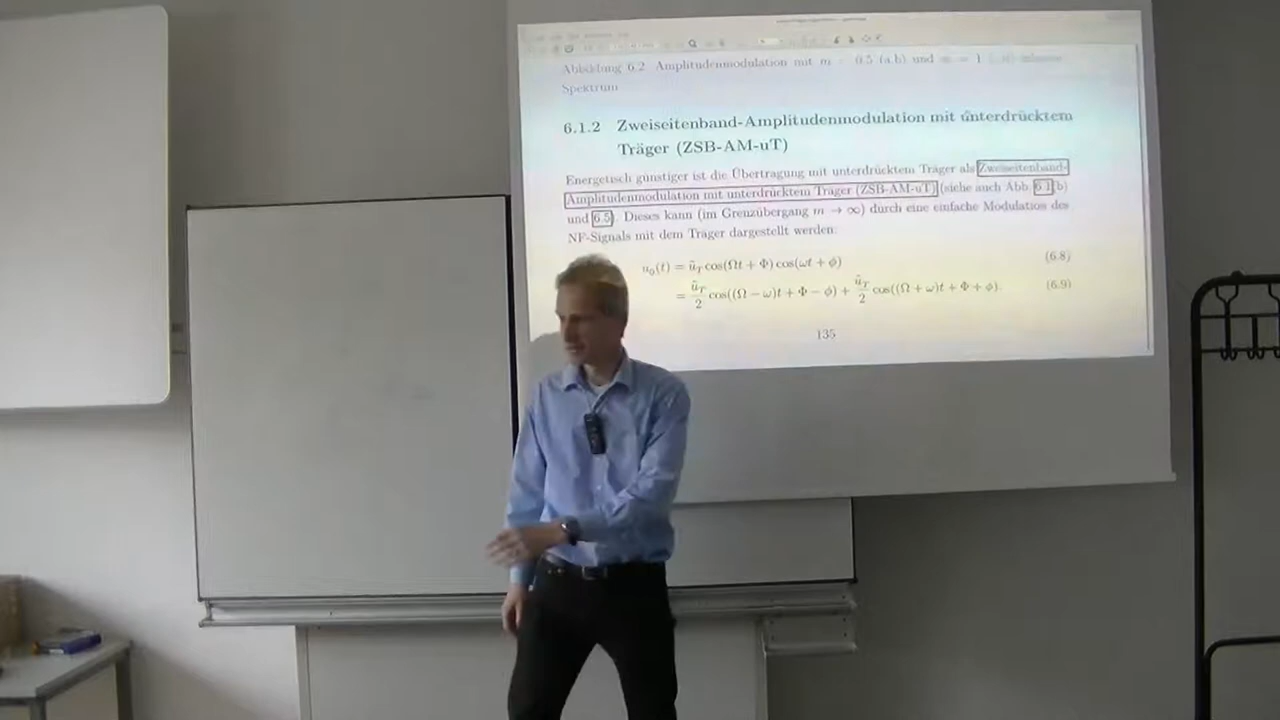 Abbildung 6.2 Amplitudenmodulation mit m = 0.5 (a,b) und m = 1
Spektrum
6.1.2 Zweiseitenband-Amplitudenmodulation mit unterdrücktem
Träger (ZSB-AM-uT)
Energetisch günstiger ist die Übertragung mit unterdrücktem Träger als Zweiseitenband-
Amplitudenmodulation mit unterdrücktem Träger (ZSB-AM-uT) (siehe auch Abb. 6.1(b)
und 6.5). Dieses kann (im Grenzübergang m → ∞) durch eine einfache Modulation des
NF-Signals mit dem Träger dargestellt werden:
u₀(t) = û_T cos(Ωt + Φ) cos(ωt + ϕ) (6.8)
= û_T/2 cos((Ω − ω)t + Φ − ϕ) + û_T/2 cos((Ω + ω)t + Φ + ϕ). (6.9)
135